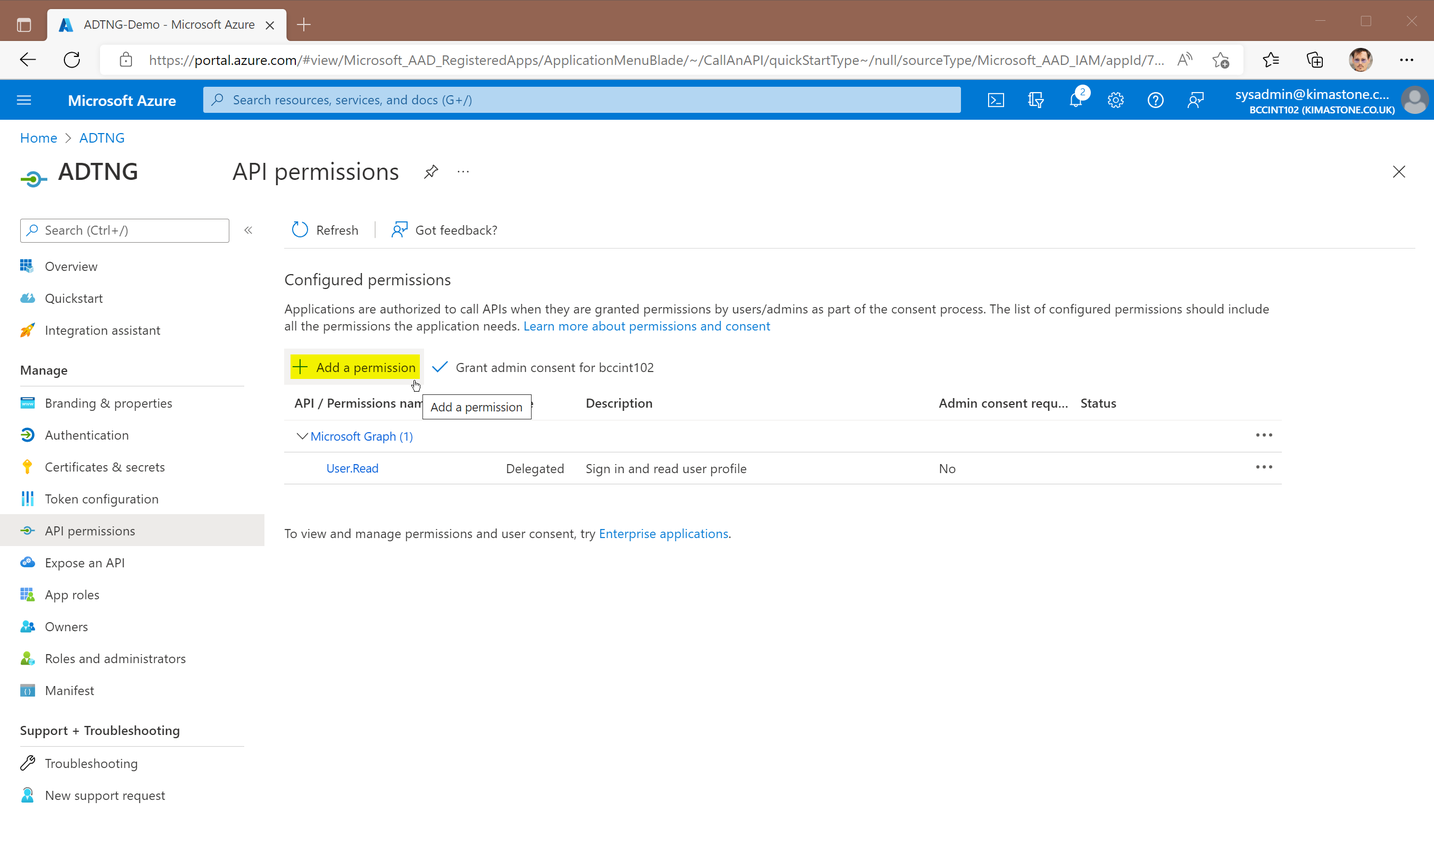 ADTNG-Demo - Microsoft Azure
https://portal.azure.com/#view/Microsoft_AAD_RegisteredApps/ApplicationMenuBlade/~/CallAnAPI/quickStartType~/null/sourceType/Microsoft_AAD_IAM/appId/7...
Microsoft Azure
Search resources, services, and docs (G+/)
2
sysadmin@kimastone.c...
BCCINT102 (KIMASTONE.CO.UK)
Home > ADTNG
ADTNG
API permissions
Search (Ctrl+/)
Overview
Quickstart
Integration assistant
Manage
Branding & properties
Authentication
Certificates & secrets
Token configuration
API permissions
Expose an API
App roles
Owners
Roles and administrators
Manifest
Support + Troubleshooting
Troubleshooting
New support request
Refresh
Got feedback?
Configured permissions
Applications are authorized to call APIs when they are granted permissions by users/admins as part of the consent process. The list of configured permissions should include
all the permissions the application needs. Learn more about permissions and consent
Add a permission
Grant admin consent for bccint102
API / Permissions nam Description Admin consent requ... Status
Add a permission
Microsoft Graph (1)
User.Read Delegated Sign in and read user profile No
To view and manage permissions and user consent, try Enterprise applications.